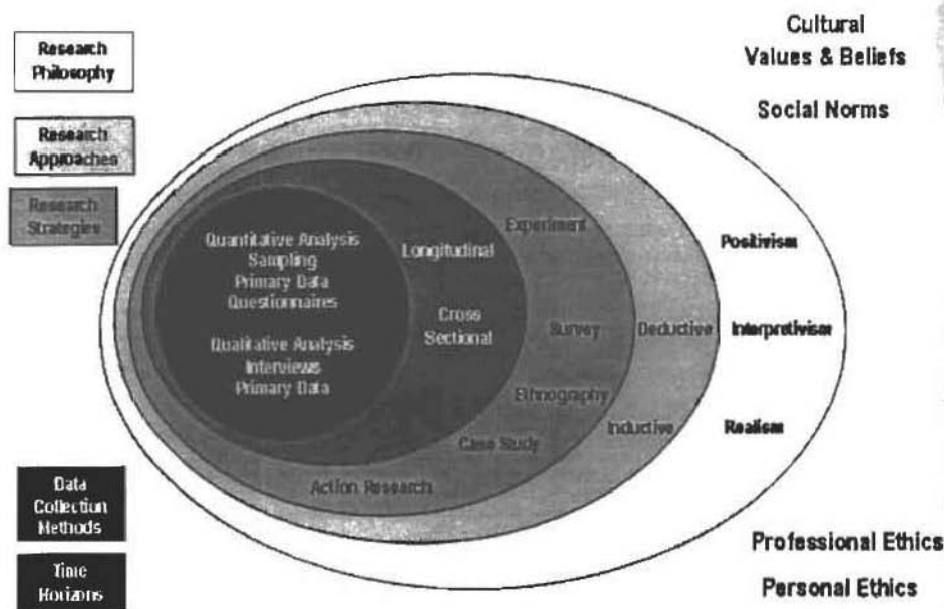 Cultural
Values & Beliefs
Social Norms
Research
Philosophy
Research
Approaches
Research
Strategies
Quantitative Analysis
Sampling
Primary Data
Questionnaires
Qualitative Analysis
Interviews
Primary Data
Longitudinal
Cross
Sectional
Experiment
Survey
Ethnography
Case Study
Action Research
Deductive
Inductive
Positivism
Interpretivism
Realism
Data
Collection
Methods
Time
Horizons
Professional Ethics
Personal Ethics